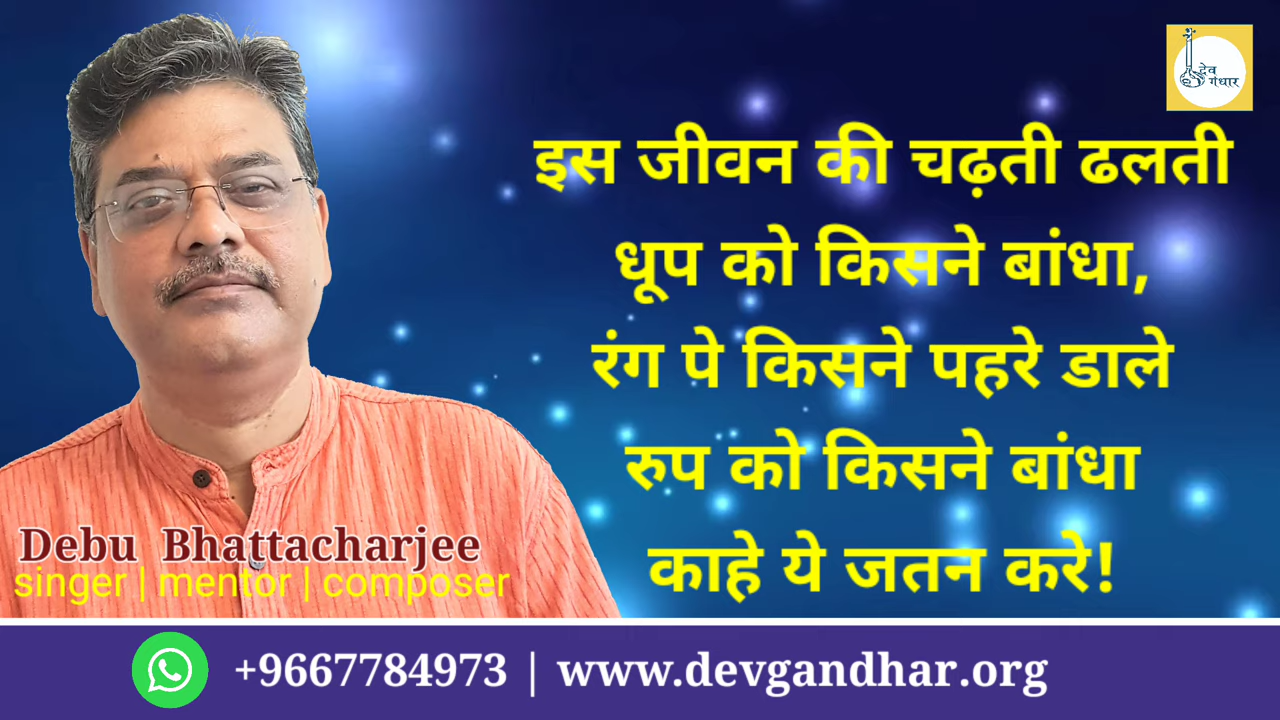 देव
गंधार
इस जीवन की चढ़ती ढलती
धूप को किसने बांधा,
रंग पे किसने पहरे डाले
रुप को किसने बांधा
काहे ये जतन करे!
Debu Bhattacharjee
singer | mentor | composer
+9667784973 | www.devgandhar.org